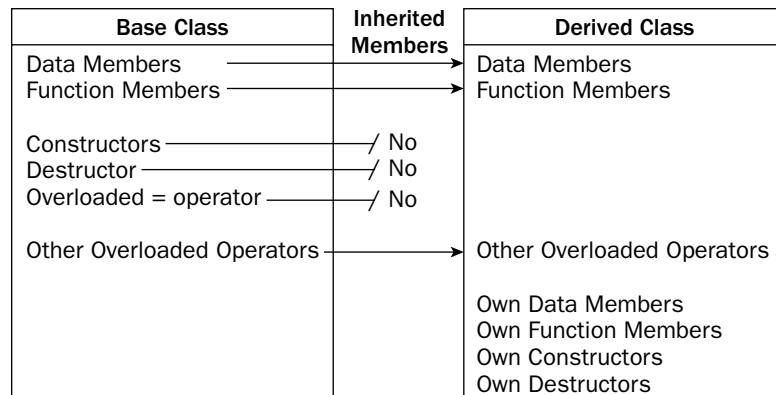 Base Class
Inherited
Members
Derived Class
Data Members
Data Members
Function Members
Function Members
Constructors
No
Destructor
No
Overloaded = operator
No
Other Overloaded Operators
Other Overloaded Operators
Own Data Members
Own Function Members
Own Constructors
Own Destructors